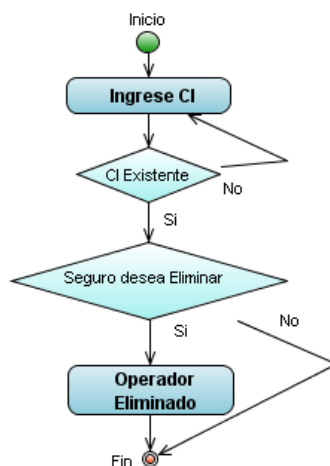 Inicio
Ingrese CI
CI Existente
No
Si
Seguro desea Eliminar
Si
No
Operador
Eliminado
Fin